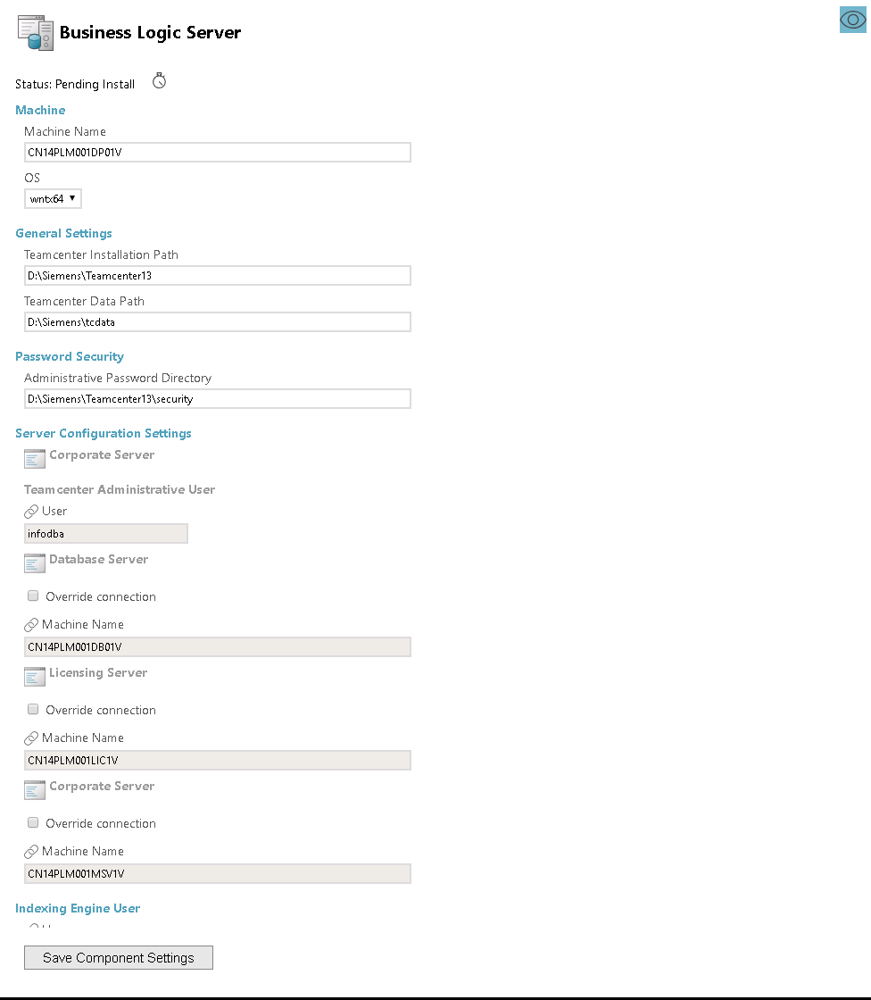 Business Logic Server
Status: Pending Install
Machine
Machine Name
CN14PLM001DP01V
OS
wntx64
General Settings
Teamcenter Installation Path
D:\Siemens\Teamcenter13
Teamcenter Data Path
D:\Siemens\tcdata
Password Security
Administrative Password Directory
D:\Siemens\Teamcenter13\security
Server Configuration Settings
Corporate Server
Teamcenter Administrative User
User
infodba
Database Server
Override connection
Machine Name
CN14PLM001DB01V
Licensing Server
Override connection
Machine Name
CN14PLM001LIC1V
Corporate Server
Override connection
Machine Name
CN14PLM001MSV1V
Indexing Engine User
Save Component Settings